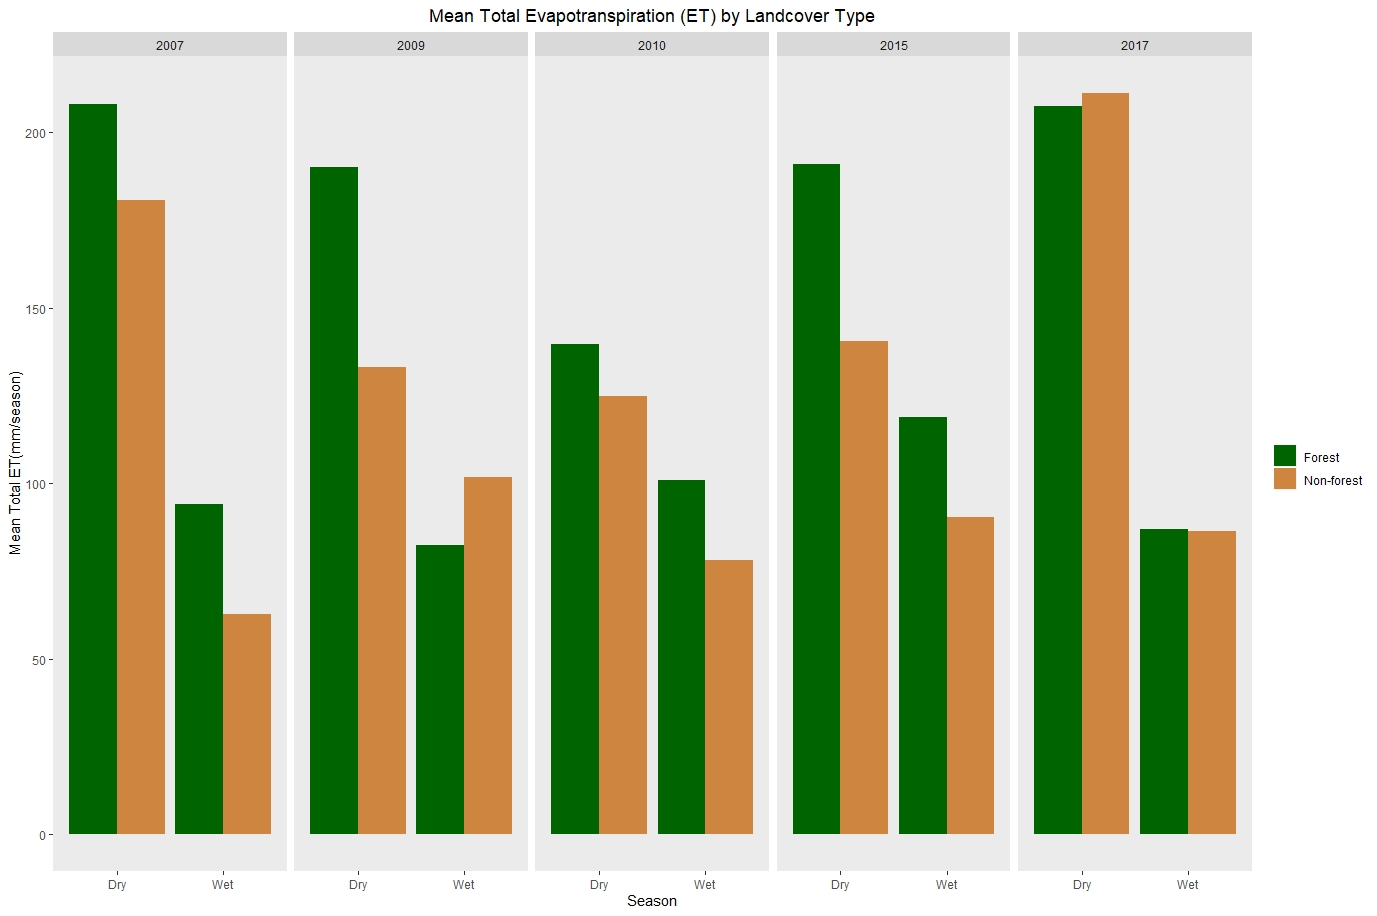 Mean Total Evapotranspiration (ET) by Landcover Type
2007 2009 2010 2015 2017
200
150
100
50
0
Mean Total ET(mm/season)
Dry Wet Dry Wet Dry Wet Dry Wet Dry Wet
Season
Forest
Non-forest